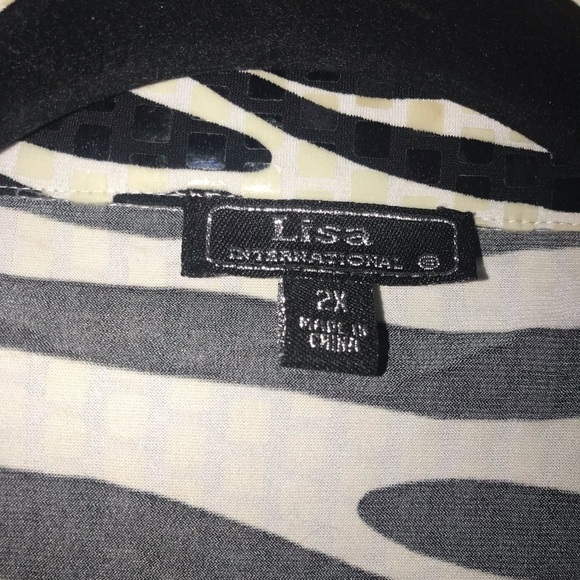 Lisa
INTERNATIONAL ®
2X
MADE IN
CHINA